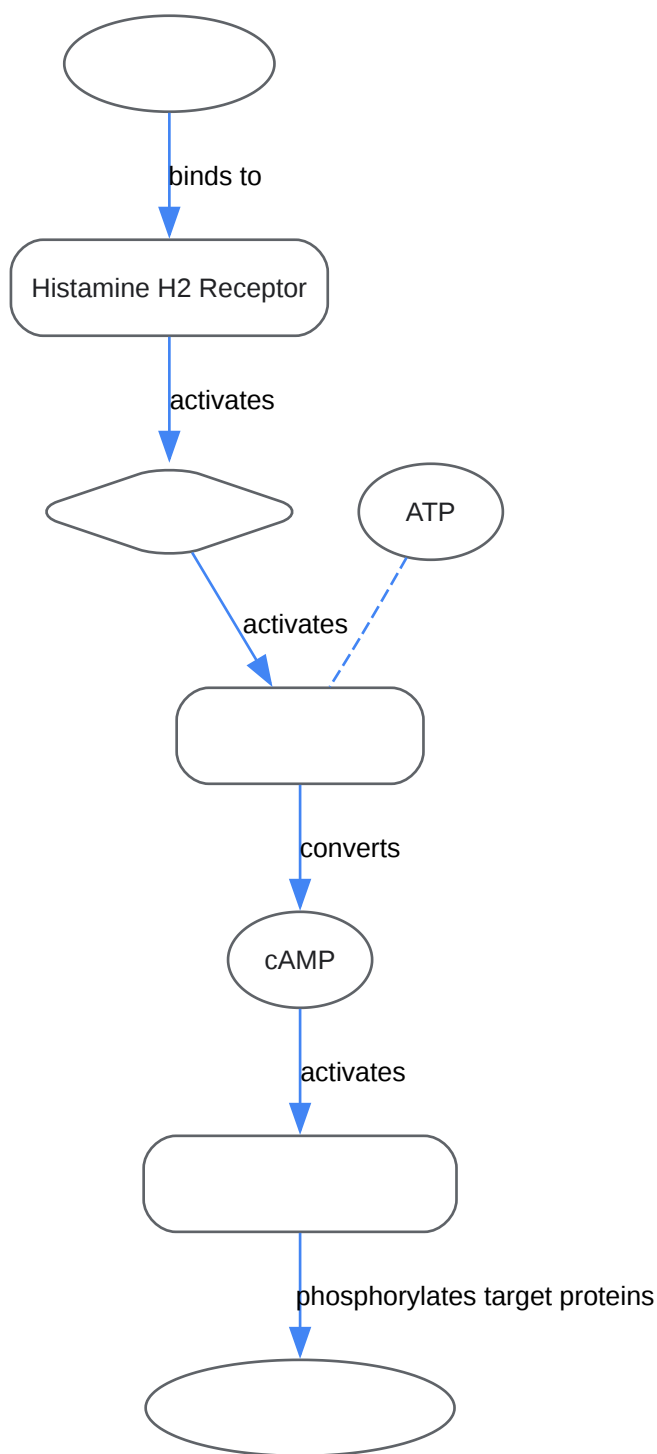 binds to
Histamine H2 Receptor
activates
ATP
activates
converts
cAMP
activates
phosphorylates target proteins